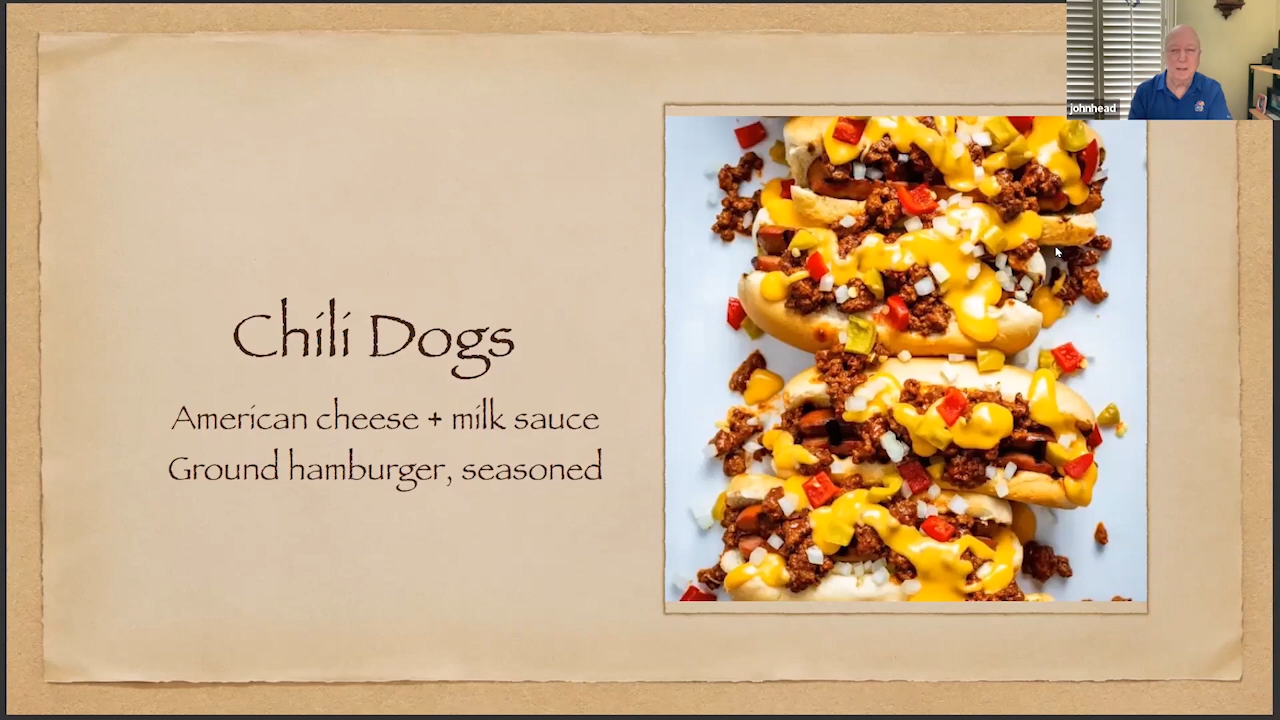 johnhead
Chili Dogs
American cheese + milk sauce
Ground hamburger, seasoned